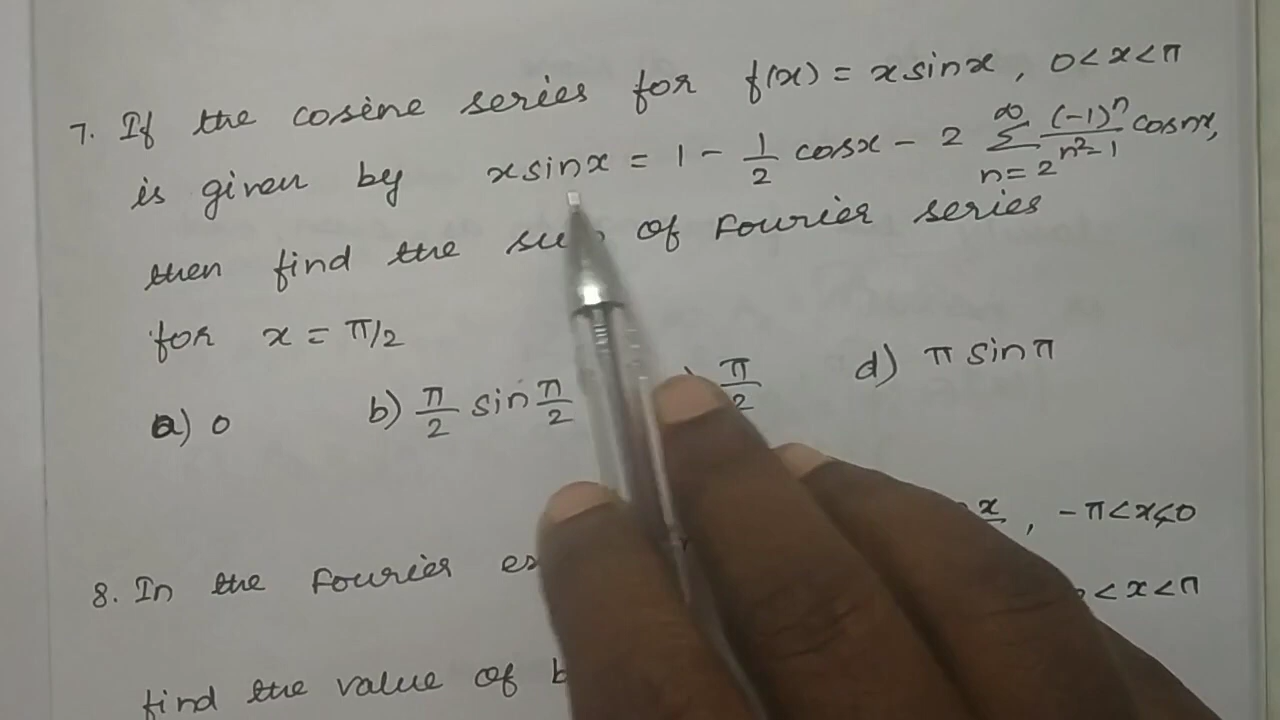 7. If the cosine series for f(x) = x sin x , 0 < x < π
is given by x sin x = 1 - 1/2 cos x - 2 ∑_{n=2}^{∞} (-1)^n/(n^2-1) cos nx,
then find the of Fourier series
for x = π/2
a) 0 b) π/2 sin π/2 ) π/2 d) π sin π
x , -π<x<0
< x < π
8. In the Fourier
find the value of b